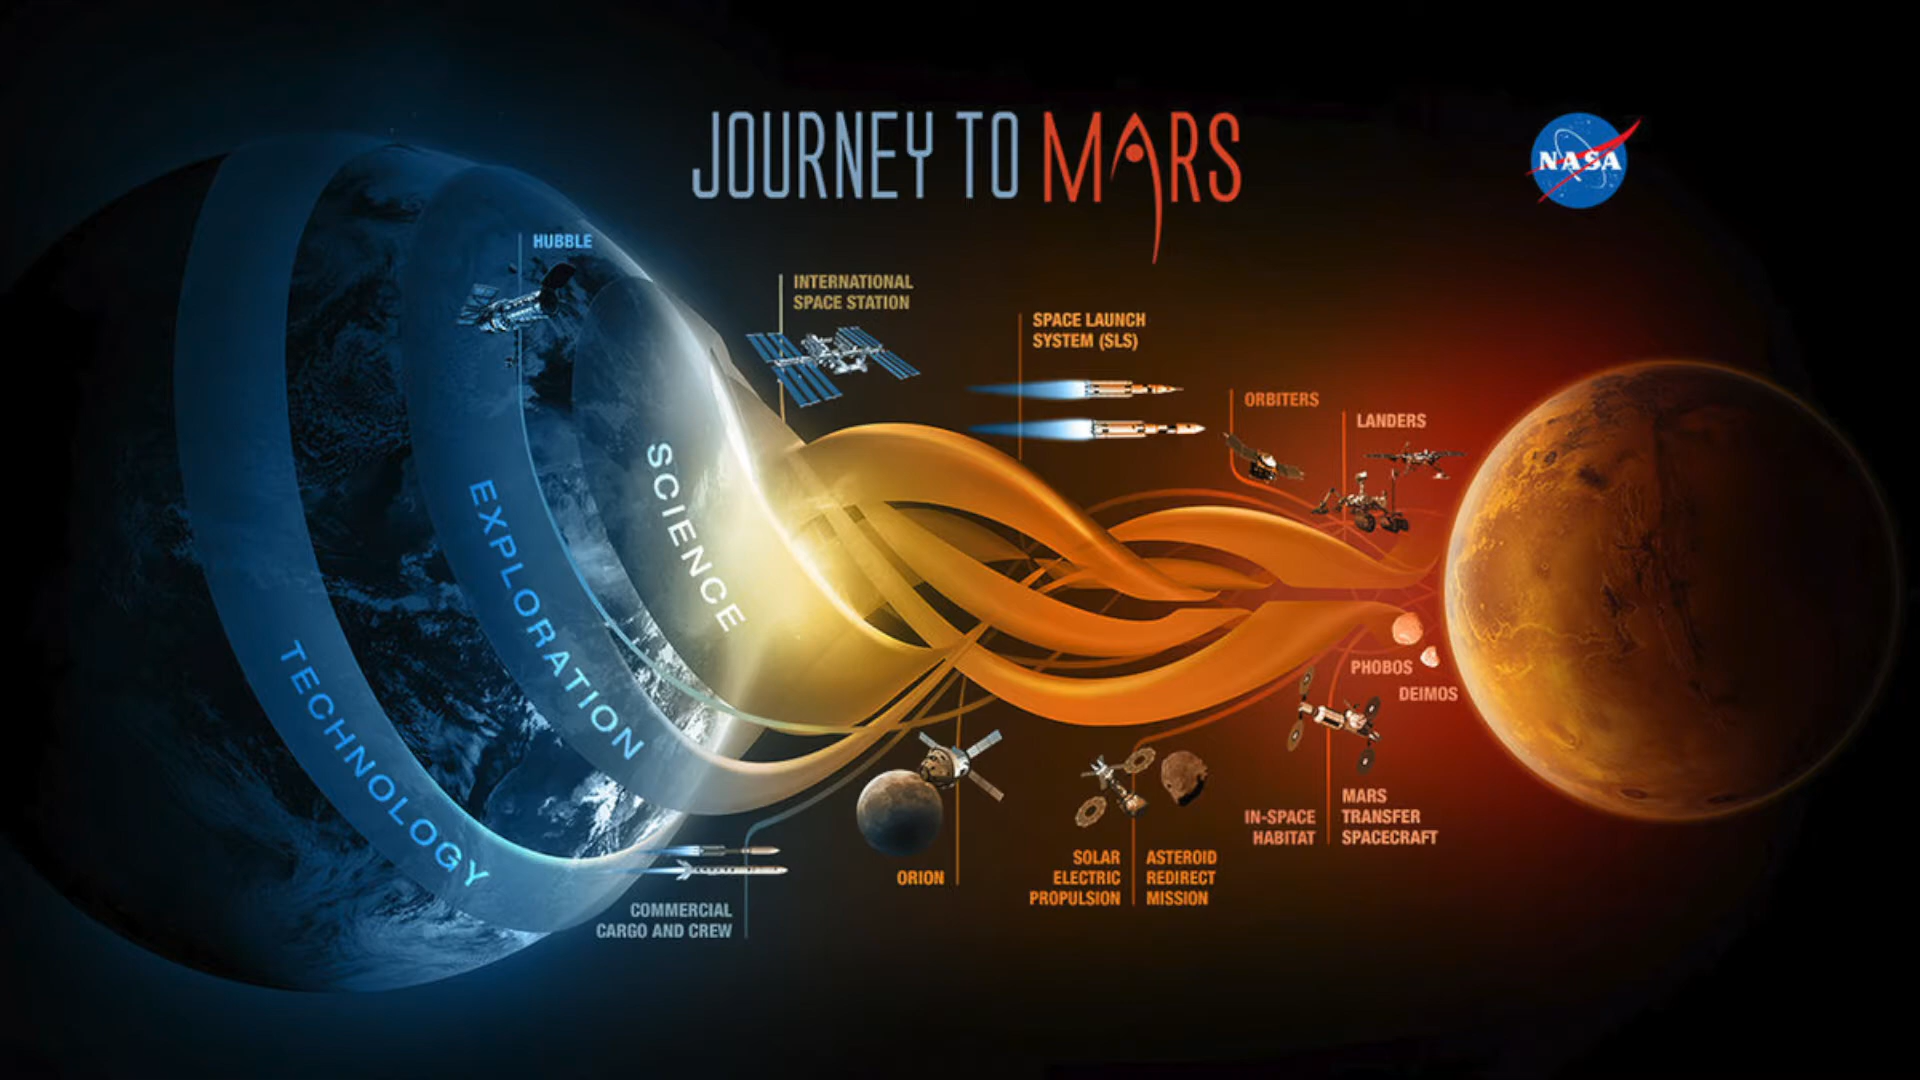 JOURNEY TO MARS
NASA
HUBBLE
INTERNATIONAL
SPACE STATION
SPACE LAUNCH
SYSTEM (SLS)
ORBITERS
LANDERS
SCIENCE
EXPLORATION
TECHNOLOGY
PHOBOS
DEIMOS
COMMERCIAL
CARGO AND CREW
ORION
SOLAR
ELECTRIC
PROPULSION
ASTEROID
REDIRECT
MISSION
IN-SPACE
HABITAT
MARS
TRANSFER
SPACECRAFT